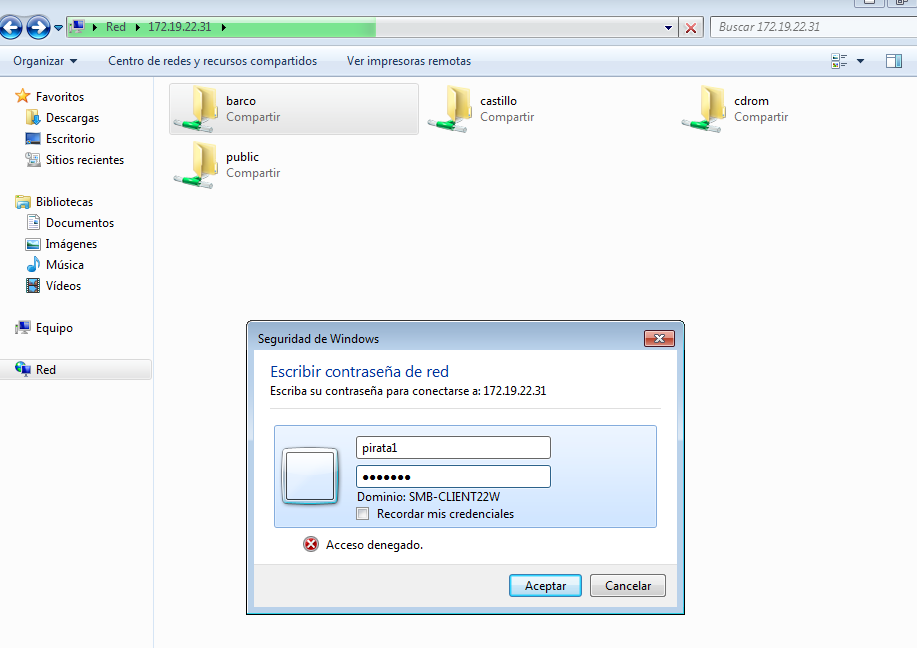 Red 172.19.22.31
Buscar 172.19.22.31
Organizar Centro de redes y recursos compartidos Ver impresoras remotas
Favoritos
Descargas
Escritorio
Sitios recientes
Bibliotecas
Documentos
Imágenes
Música
Vídeos
Equipo
Red
barco
Compartir
castillo
Compartir
cdrom
Compartir
public
Compartir
Seguridad de Windows
Escribir contraseña de red
Escriba su contraseña para conectarse a: 172.19.22.31
pirata1
●●●●●●●
Dominio: SMB-CLIENT22W
Recordar mis credenciales
Acceso denegado.
Aceptar
Cancelar